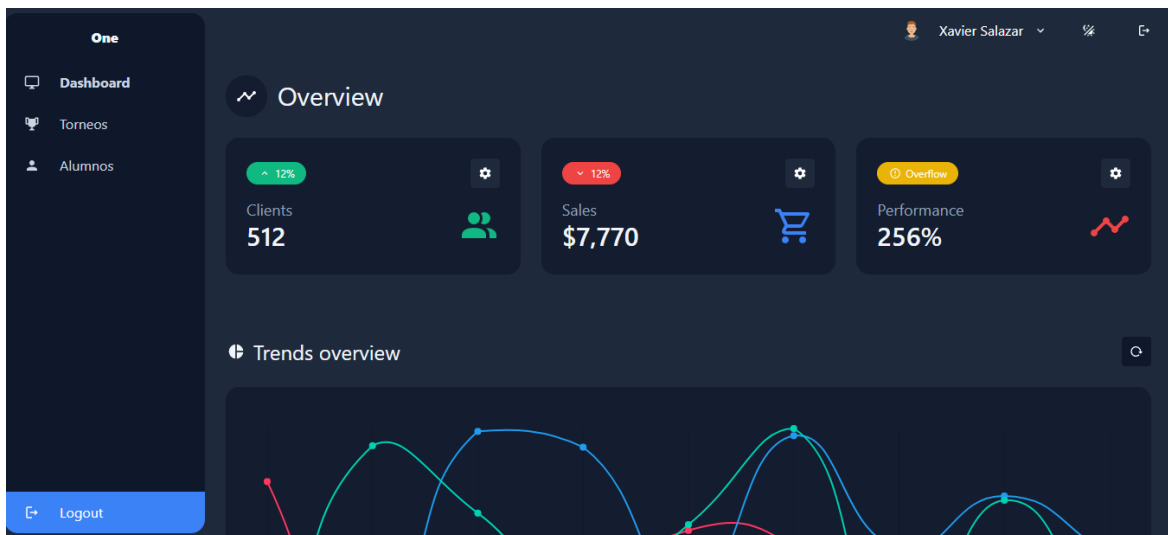 One
Xavier Salazar
Dashboard
Torneos
Alumnos
Overview
12%
Clients
512
12%
Sales
$7,770
Overflow
Performance
256%
Trends overview
Logout